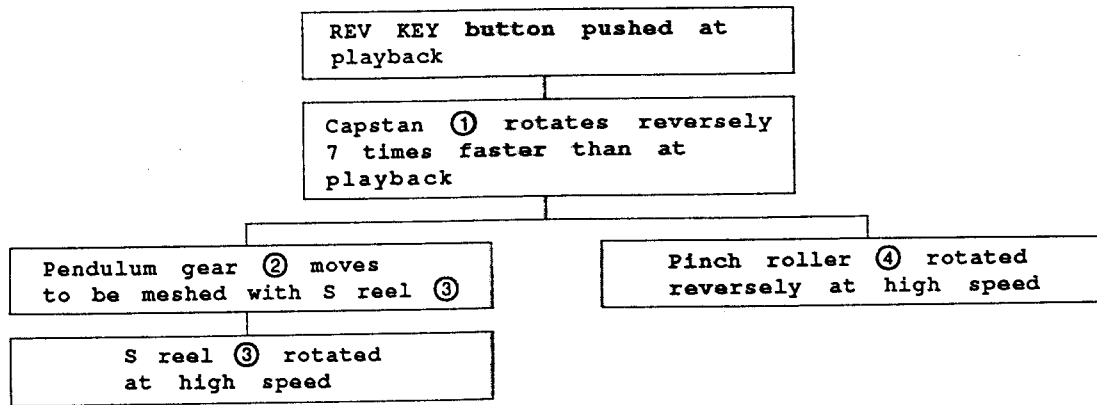 REV KEY button pushed at
playback
Capstan ① rotates reversely
7 times faster than at
playback
Pendulum gear ② moves
to be meshed with S reel ③
Pinch roller ④ rotated
reversely at high speed
S reel ③ rotated
at high speed